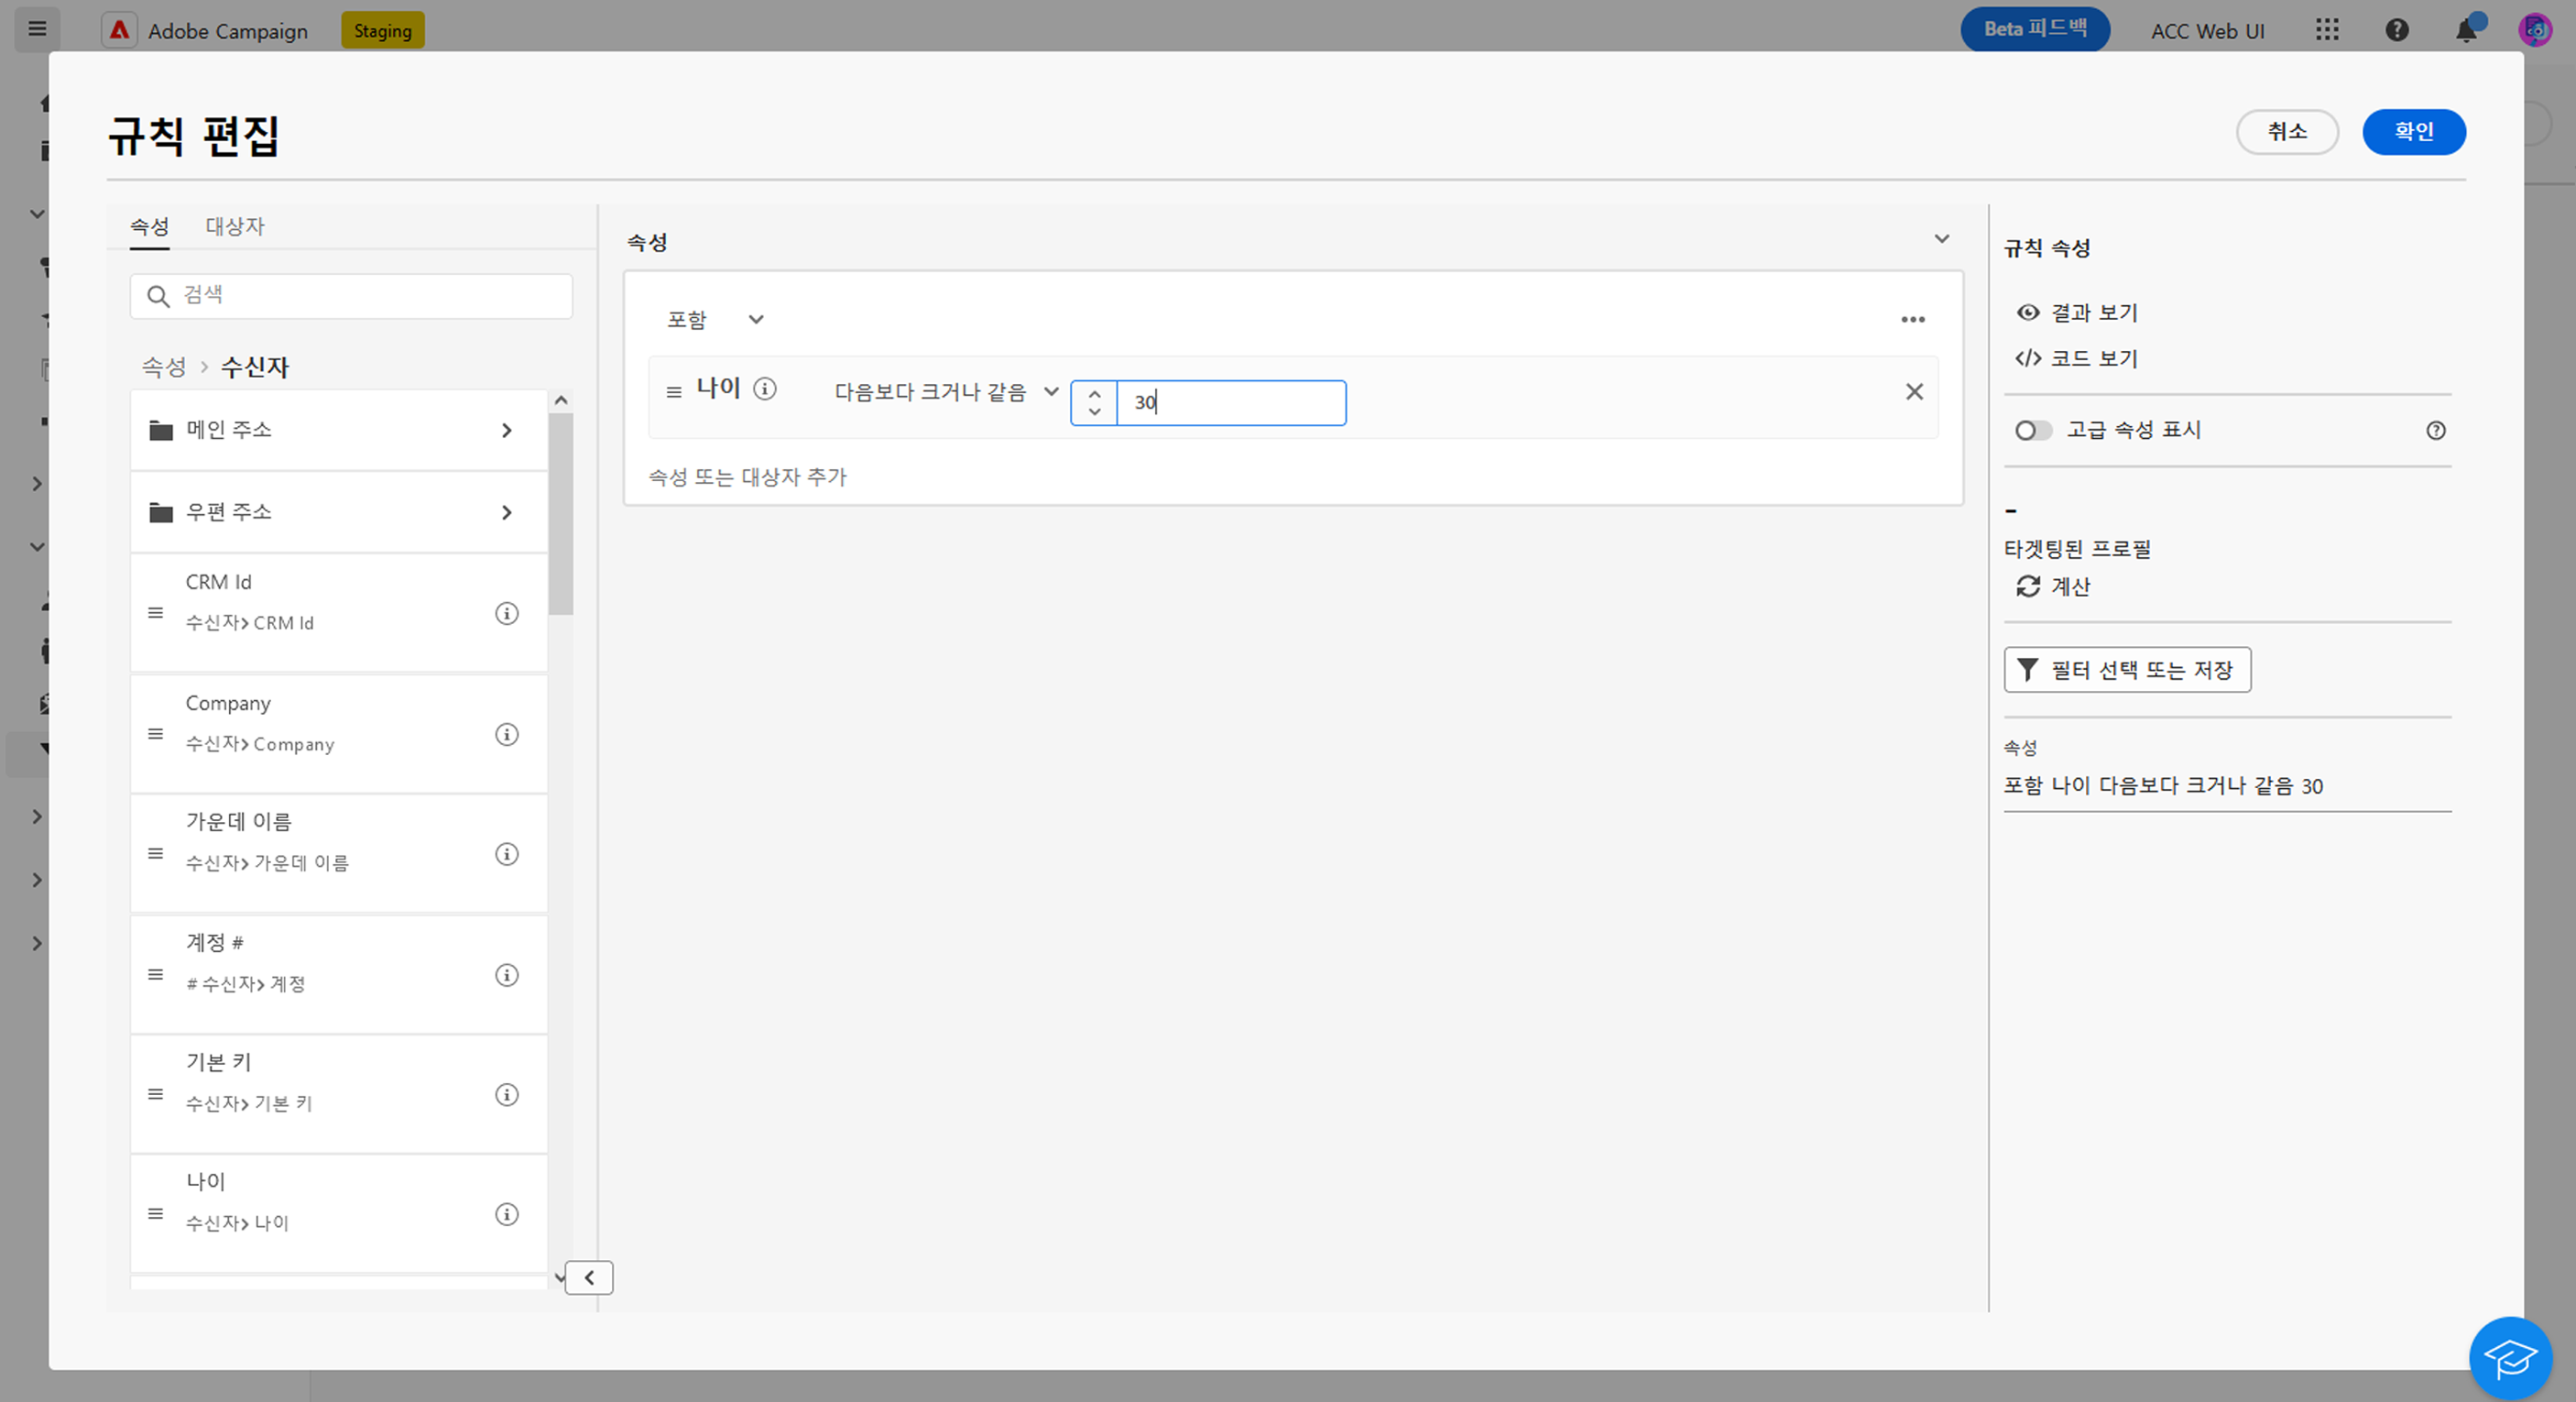 Adobe Campaign
Staging
Beta 피드백
ACC Web UI
규칙 편집
취소
확인
속성
대상자
검색
속성 > 수신자
메인 주소
우편 주소
CRM Id
수신자> CRM Id
Company
수신자> Company
가운데 이름
수신자> 가운데 이름
계정 #
# 수신자> 계정
기본 키
수신자> 기본 키
나이
수신자> 나이
속성
포함
나이
다음보다 크거나 같음
30
속성 또는 대상자 추가
규칙 속성
결과 보기
코드 보기
고급 속성 표시
–
타겟팅된 프로필
계산
필터 선택 또는 저장
속성
포함 나이 다음보다 크거나 같음 30